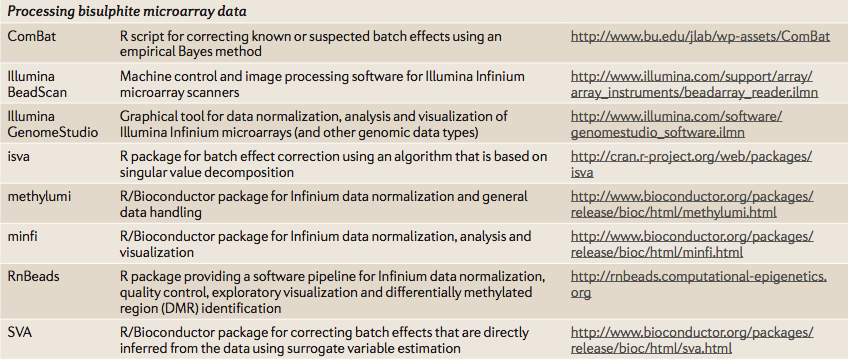 Processing bisulphite microarray data
ComBat R script for correcting known or suspected batch effects using an http://www.bu.edu/jlab/wp-assets/ComBat
empirical Bayes method
Illumina Machine control and image processing software for Illumina Infinium http://www.illumina.com/support/array/
BeadScan microarray scanners array_instruments/beadarray_reader.ilmn
Illumina Graphical tool for data normalization, analysis and visualization of http://www.illumina.com/software/
GenomeStudio Illumina Infinium microarrays (and other genomic data types) genomestudio_software.ilmn
isva R package for batch effect correction using an algorithm that is based on http://cran.r-project.org/web/packages/
singular value decomposition isva
methylumi R/Bioconductor package for Infinium data normalization and general http://www.bioconductor.org/packages/
data handling release/bioc/html/methylumi.html
minfi R/Bioconductor package for Infinium data normalization, analysis and http://www.bioconductor.org/packages/
visualization release/bioc/html/minfi.html
RnBeads R package providing a software pipeline for Infinium data normalization, http://rnbeads.computational-epigenetics.
quality control, exploratory visualization and differentially methylated org
region (DMR) identification
SVA R/Bioconductor package for correcting batch effects that are directly http://www.bioconductor.org/packages/
inferred from the data using surrogate variable estimation release/bioc/html/sva.html